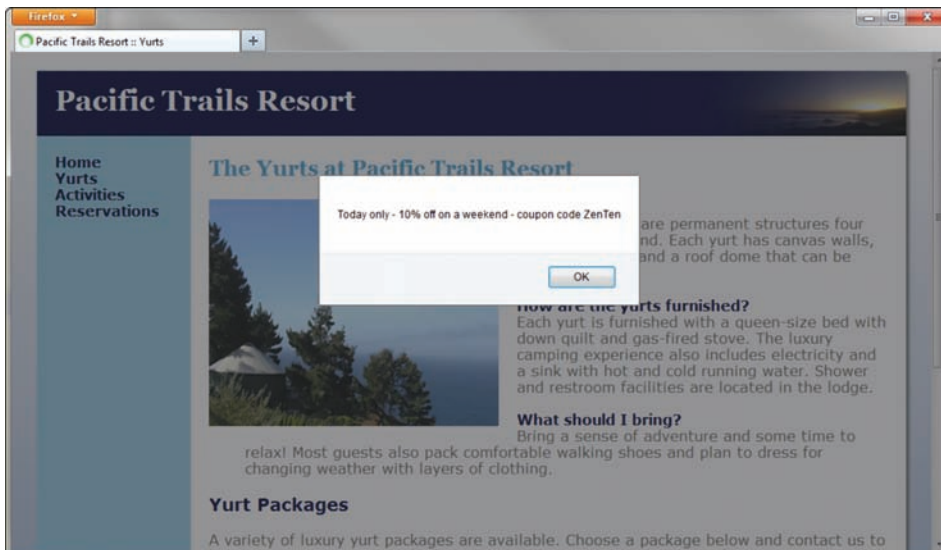 Firefox
Pacific Trails Resort :: Yurts
Pacific Trails Resort
Home
Yurts
Activities
Reservations
The Yurts at Pacific Trails Resort
Today only - 10% off on a weekend - coupon code ZenTen
OK
are permanent structures four
Each yurt has canvas walls,
and a roof dome that can be
How are the yurts furnished?
Each yurt is furnished with a queen-size bed with
down quilt and gas-fired stove. The luxury
camping experience also includes electricity and
a sink with hot and cold running water. Shower
and restroom facilities are located in the lodge.
What should I bring?
Bring a sense of adventure and some time to
relax! Most guests also pack comfortable walking shoes and plan to dress for
changing weather with layers of clothing.
Yurt Packages
A variety of luxury yurt packages are available. Choose a package below and contact us to